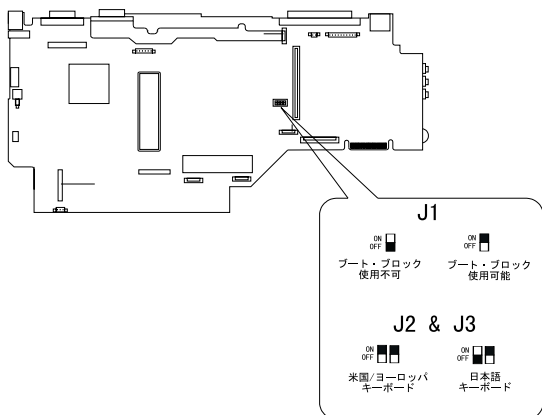 J1
ON
OFF
ON
OFF
ブート・ブロック
使用不可
ブート・ブロック
使用可能
J2 & J3
ON
OFF
ON
OFF
米国/ヨーロッパ
キーボード
日本語
キーボード